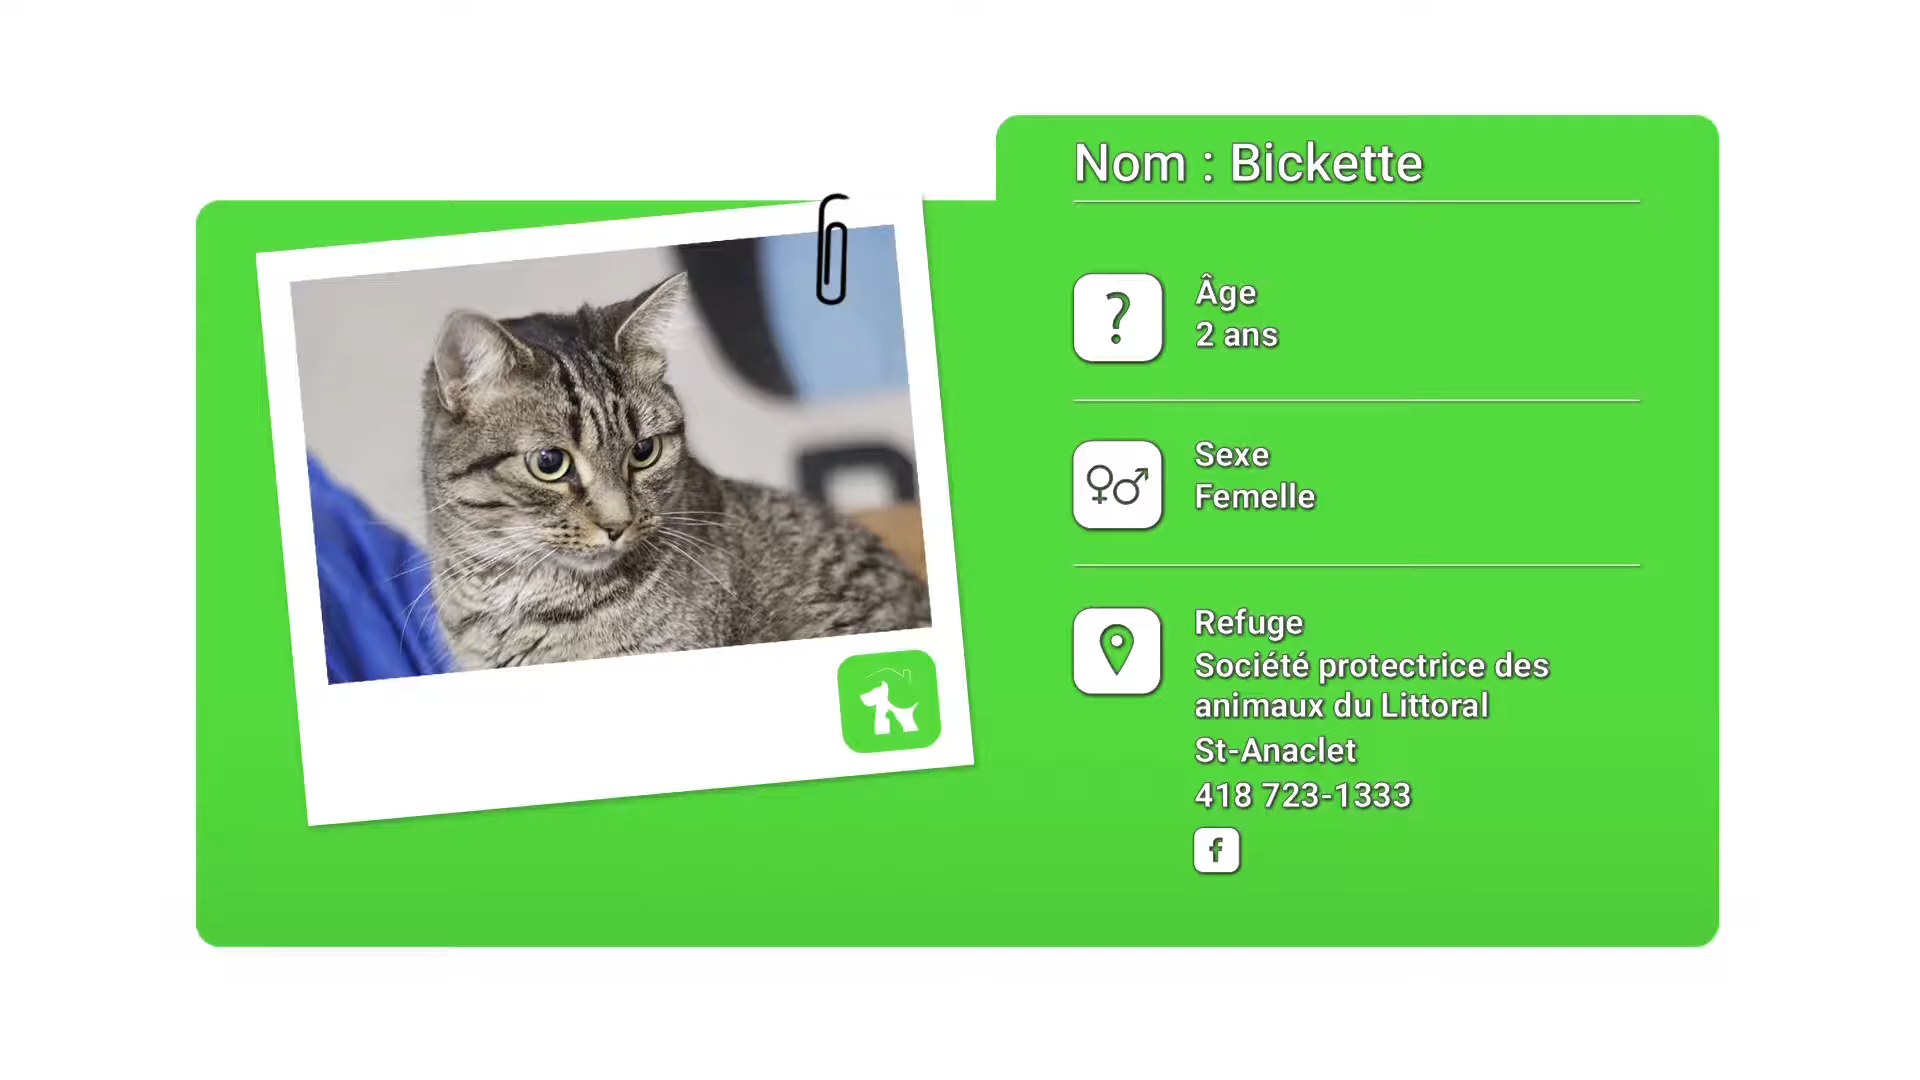 Nom : Bickette
Âge
2 ans
Sexe
Femelle
Refuge
Société protectrice des
animaux du Littoral
St-Anaclet
418 723-1333
f